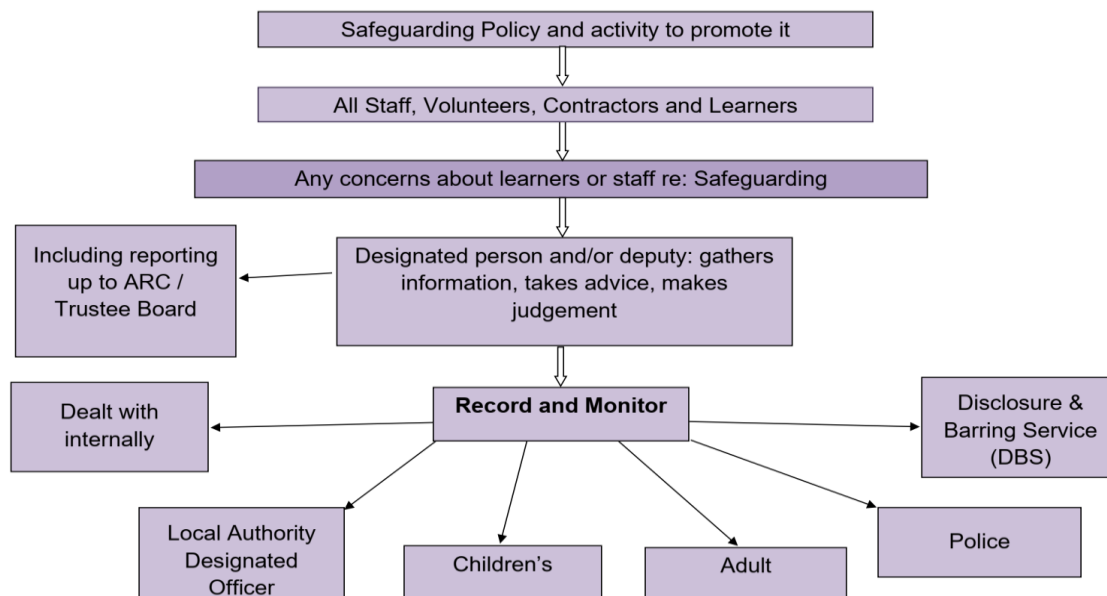 Safeguarding Policy and activity to promote it
All Staff, Volunteers, Contractors and Learners
Any concerns about learners or staff re: Safeguarding
Including reporting
up to ARC /
Trustee Board
Designated person and/or deputy: gathers
information, takes advice, makes
judgement
Dealt with
internally
Record and Monitor
Disclosure &
Barring Service
(DBS)
Local Authority
Designated
Officer
Children's
Adult
Police